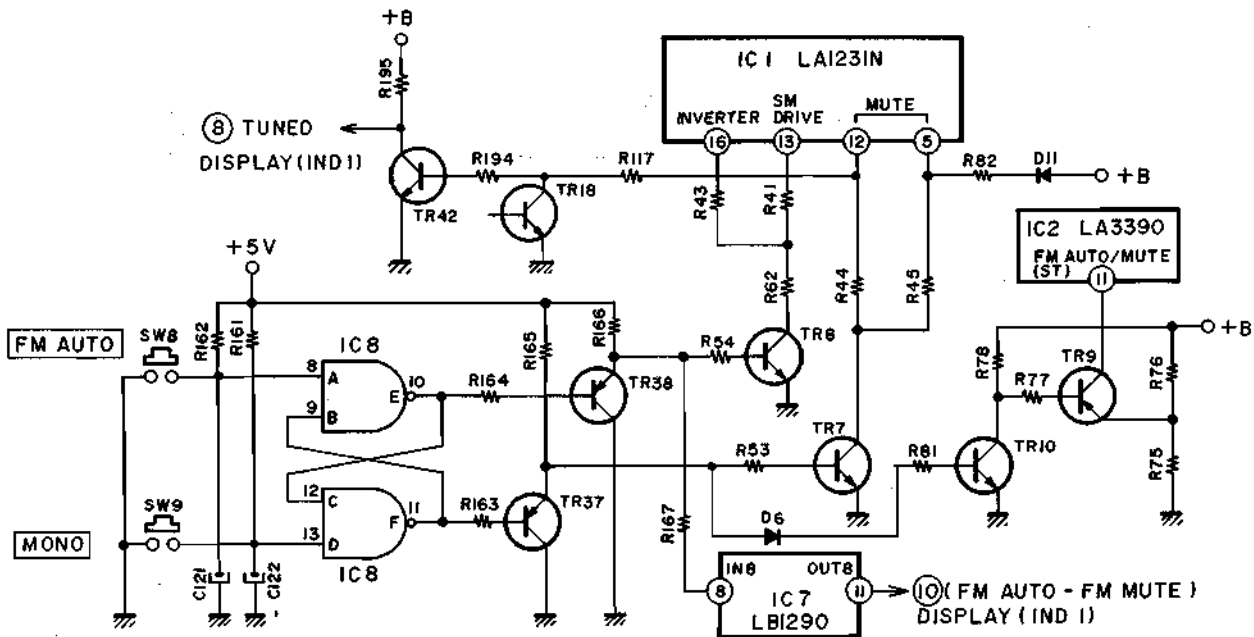 +B
R195
⑧ TUNED
DISPLAY (IND 1)
TR42
R194
TR18
R117
IC1 LA1231N
INVERTER
SM
DRIVE
MUTE
16
13
12
5
R43
R41
R82
D11
+B
IC2 LA3390
FM AUTO/MUTE
(ST)
11
R62
R44
R45
+B
+5V
R162
R161
FM AUTO
SW8
IC8
8
A
9
B
10
E
R164
R165
R166
TR38
R54
TR6
R78
R77
TR9
R76
R75
TR7
R53
R81
TR10
12
C
13
D
11
F
R163
TR37
IC8
MONO
SW9
C121
C122
R167
D6
IN8
OUT8
8
11
IC7
LB1290
⑩ (FM AUTO - FM MUTE)
DISPLAY (IND 1)